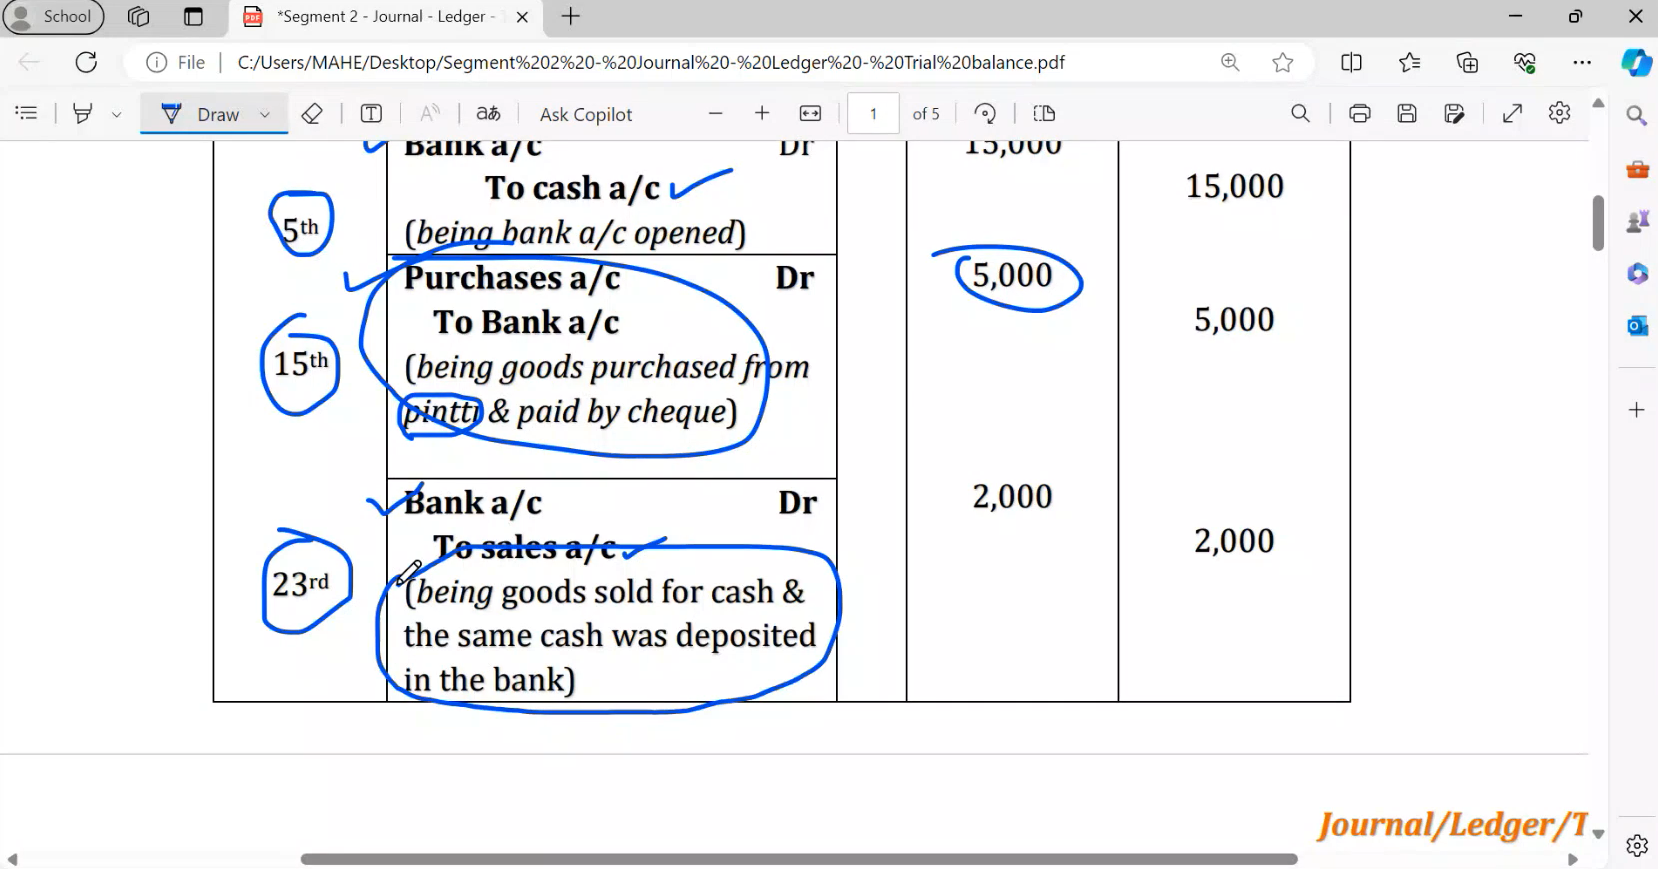 School
*Segment 2 - Journal - Ledger -
File
C:/Users/MAHE/Desktop/Segment%202%20-%20Journal%20-%20Ledger%20-%20Trial%20balance.pdf
Draw
T
A
aあ
Ask Copilot
1
of 5
Bank a/c Dr 15,000
To cash a/c 15,000
5th
(being bank a/c opened)
Purchases a/c Dr 5,000
To Bank a/c 5,000
15th
(being goods purchased from
pintti & paid by cheque)
Bank a/c Dr 2,000
To sales a/c 2,000
23rd
(being goods sold for cash &
the same cash was deposited
in the bank)
Journal/Ledger/T